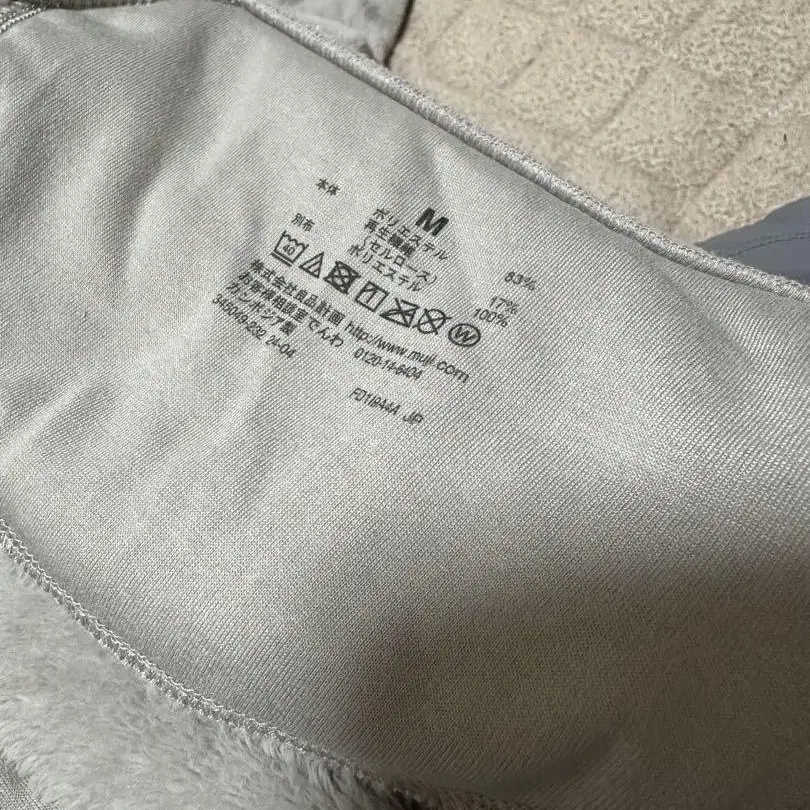 M
本体 ポリエステル 83%
再生繊維
(セルロース) 17%
別布 ポリエステル 100%
40
W
株式会社良品計画 http://www.muji.com
お客様相談室でんわ 0120-14-6404
カンボジア製
24-04
JP